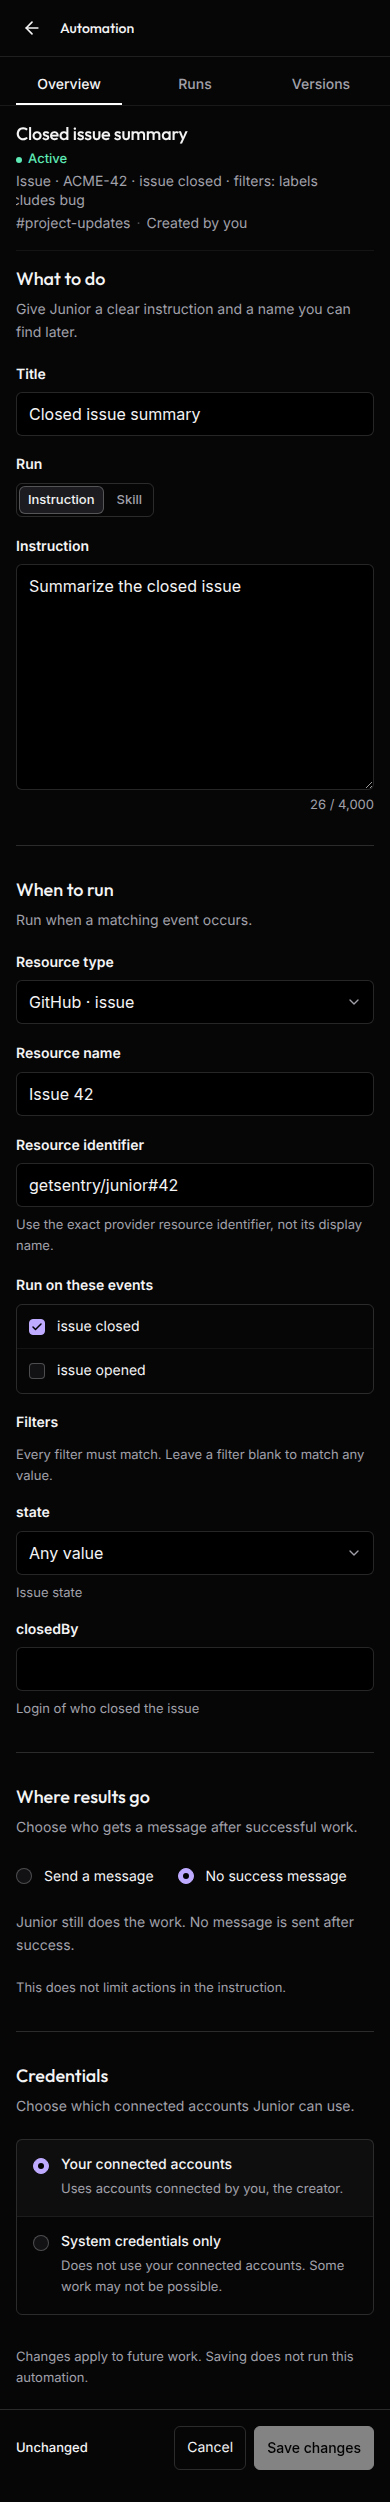 Automation
Overview
Runs
Versions
Closed issue summary
Active
Issue · ACME-42 · issue closed · filters: labels
cludes bug
#project-updates · Created by you
What to do
Give Junior a clear instruction and a name you can
find later.
Title
Closed issue summary
Run
Instruction
Skill
Instruction
Summarize the closed issue
26 / 4,000
When to run
Run when a matching event occurs.
Resource type
GitHub · issue
Resource name
Issue 42
Resource identifier
getsentry/junior#42
Use the exact provider resource identifier, not its display
name.
Run on these events
issue closed
issue opened
Filters
Every filter must match. Leave a filter blank to match any
value.
state
Any value
Issue state
closedBy
Login of who closed the issue
Where results go
Choose who gets a message after successful work.
Send a message
No success message
Junior still does the work. No message is sent after
success.
This does not limit actions in the instruction.
Credentials
Choose which connected accounts Junior can use.
Your connected accounts
Uses accounts connected by you, the creator.
System credentials only
Does not use your connected accounts. Some
work may not be possible.
Changes apply to future work. Saving does not run this
automation.
Unchanged
Cancel
Save changes